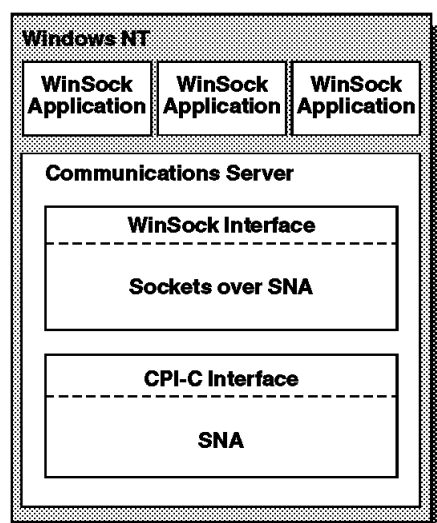 Windows NT
WinSock WinSock WinSock
Application Application Application
Communications Server
WinSock Interface
Sockets over SNA
CPI-C Interface
SNA